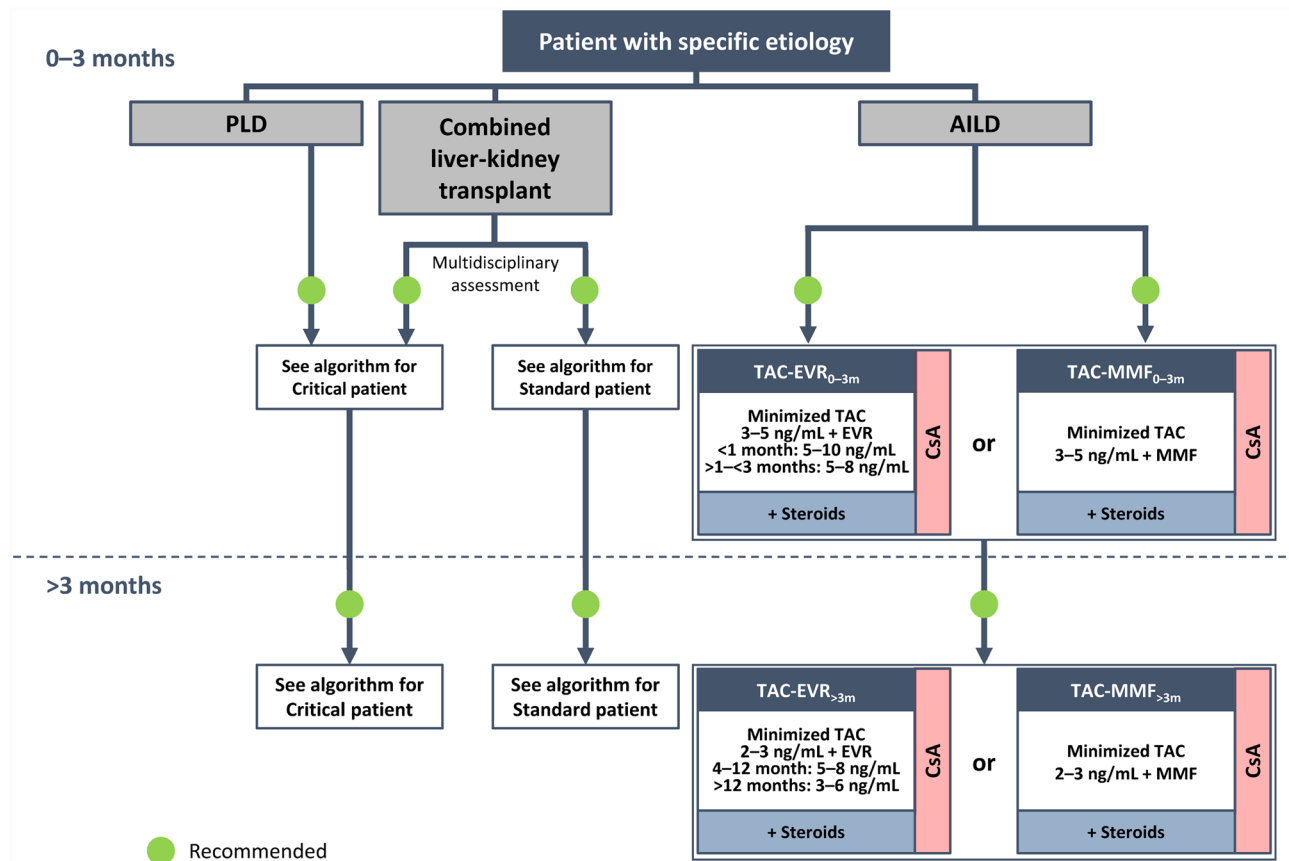 Patient with specific etiology
0–3 months
PLD
Combined
liver-kidney
transplant
AILD
Multidisciplinary
assessment
See algorithm for
Critical patient
See algorithm for
Standard patient
TAC-EVR0–3m
Minimized TAC
3–5 ng/mL + EVR
<1 month: 5–10 ng/mL
>1–<3 months: 5–8 ng/mL
+ Steroids
CsA
or
TAC-MMF0–3m
Minimized TAC
3–5 ng/mL + MMF
+ Steroids
CsA
>3 months
See algorithm for
Critical patient
See algorithm for
Standard patient
TAC-EVR>3m
Minimized TAC
2–3 ng/mL + EVR
4–12 month: 5–8 ng/mL
>12 months: 3–6 ng/mL
+ Steroids
CsA
or
TAC-MMF>3m
Minimized TAC
2–3 ng/mL + MMF
+ Steroids
CsA
Recommended